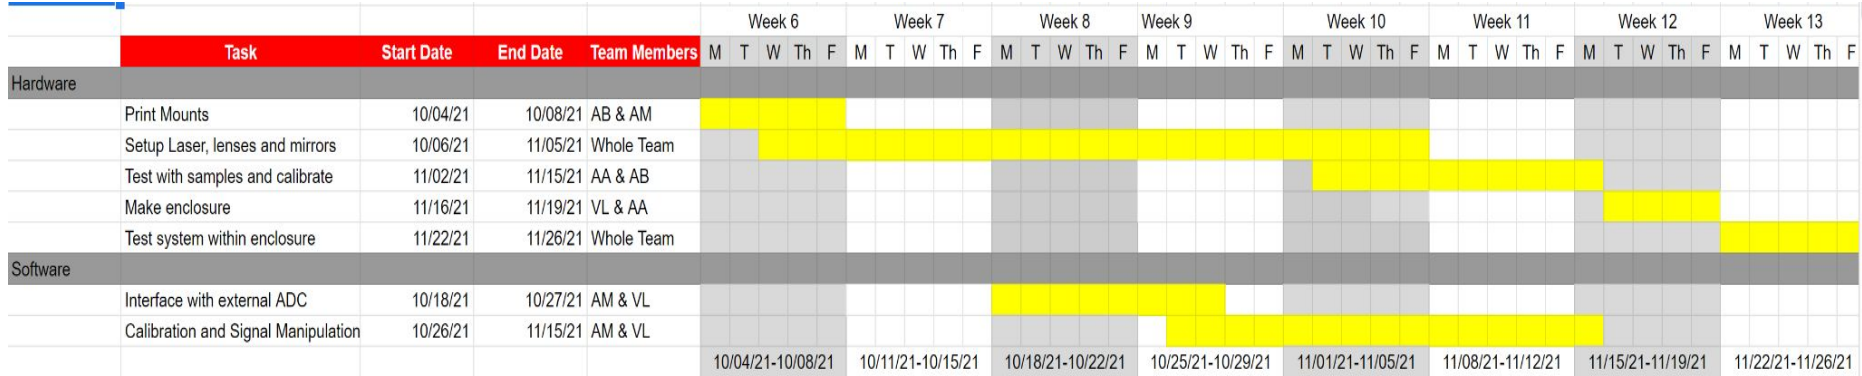 Week 6 Week 7 Week 8 Week 9 Week 10 Week 11 Week 12 Week 13
Task Start Date End Date Team Members M T W Th F M T W Th F M T W Th F M T W Th F M T W Th F M T W Th F M T W Th F M T W Th F
Hardware
Print Mounts 10/04/21 10/08/21 AB & AM
Setup Laser, lenses and mirrors 10/06/21 11/05/21 Whole Team
Test with samples and calibrate 11/02/21 11/15/21 AA & AB
Make enclosure 11/16/21 11/19/21 VL & AA
Test system within enclosure 11/22/21 11/26/21 Whole Team
Software
Interface with external ADC 10/18/21 10/27/21 AM & VL
Calibration and Signal Manipulation 10/26/21 11/15/21 AM & VL
10/04/21-10/08/21 10/11/21-10/15/21 10/18/21-10/22/21 10/25/21-10/29/21 11/01/21-11/05/21 11/08/21-11/12/21 11/15/21-11/19/21 11/22/21-11/26/21